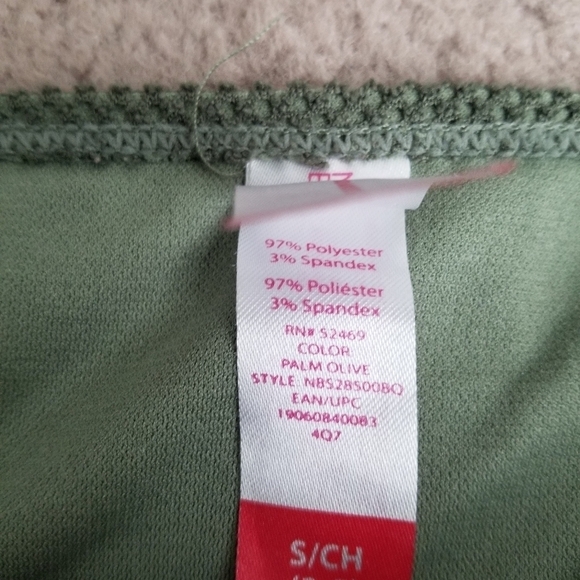 97% Polyester
3% Spandex
97% Poliéster
3% Spandex
RN# 52469
COLOR:
PALM OLIVE
STYLE: NBS28500BQ
EAN/UPC
19060840083
4Q7
S/CH